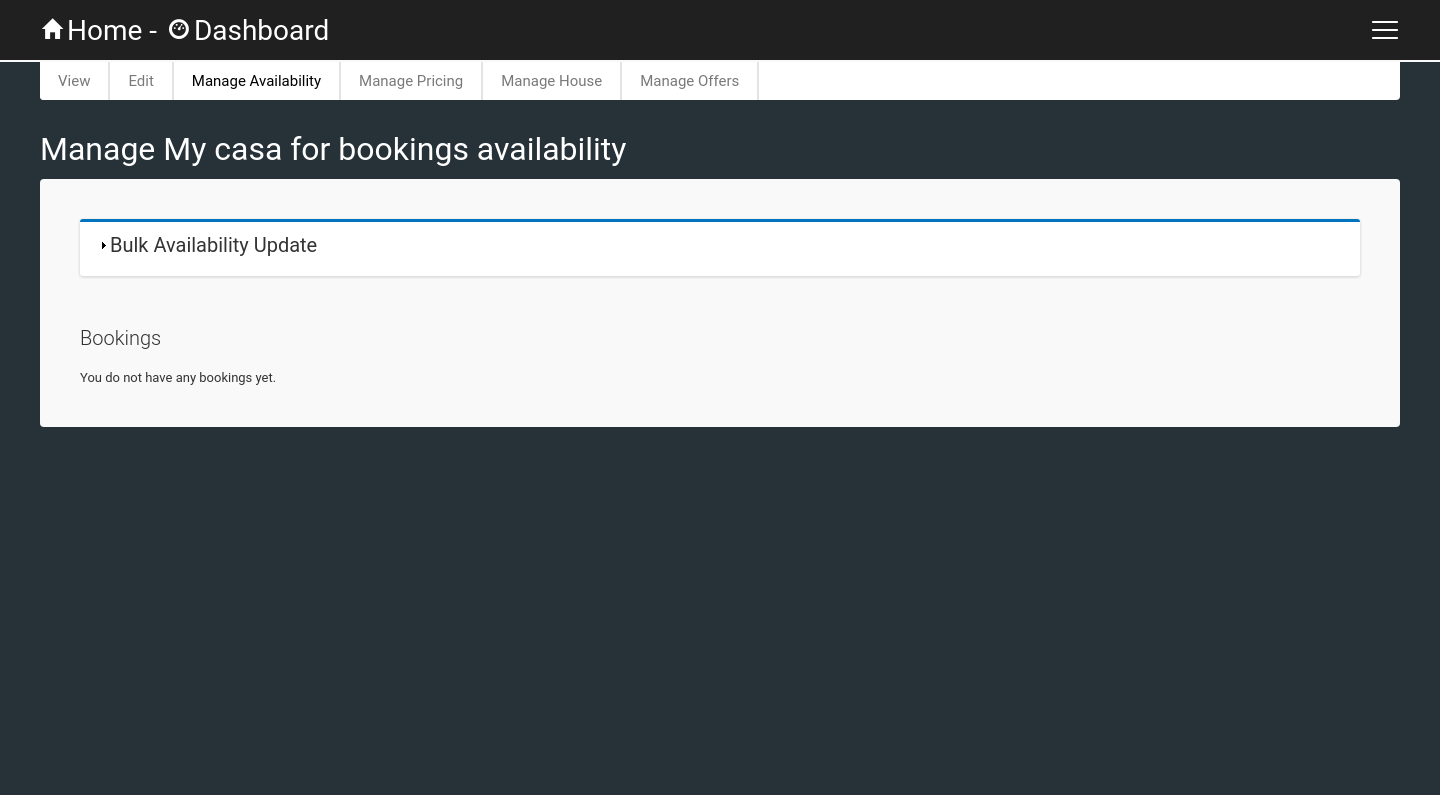 Home - Dashboard
View Edit Manage Availability Manage Pricing Manage House Manage Offers
Manage My casa for bookings availability
Bulk Availability Update
Bookings
You do not have any bookings yet.